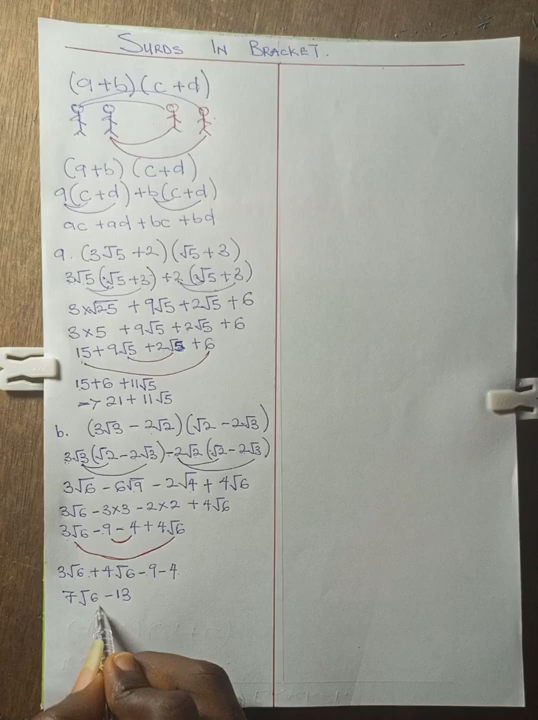 SURDS IN BRACKET.
(a+b)(c+d)
(a+b)(c+d)
a(c+d)+b(c+d)
ac+ad+bc+bd
a. (3√5+2)(√5+3)
3√5(√5+3)+2(√5+3)
3×√25 + 9√5+2√5+6
3×5 +9√5+2√5+6
15+9√5+2√5+6
15+6+11√5
→ 21+11√5
b. (3√3-2√2)(√2-2√3)
3√3(√2-2√3)-2√2(√2-2√3)
3√6-6√9-2√4+4√6
3√6-3×3-2×2+4√6
3√6-9-4+4√6
3√6+4√6-9-4
7√6-13